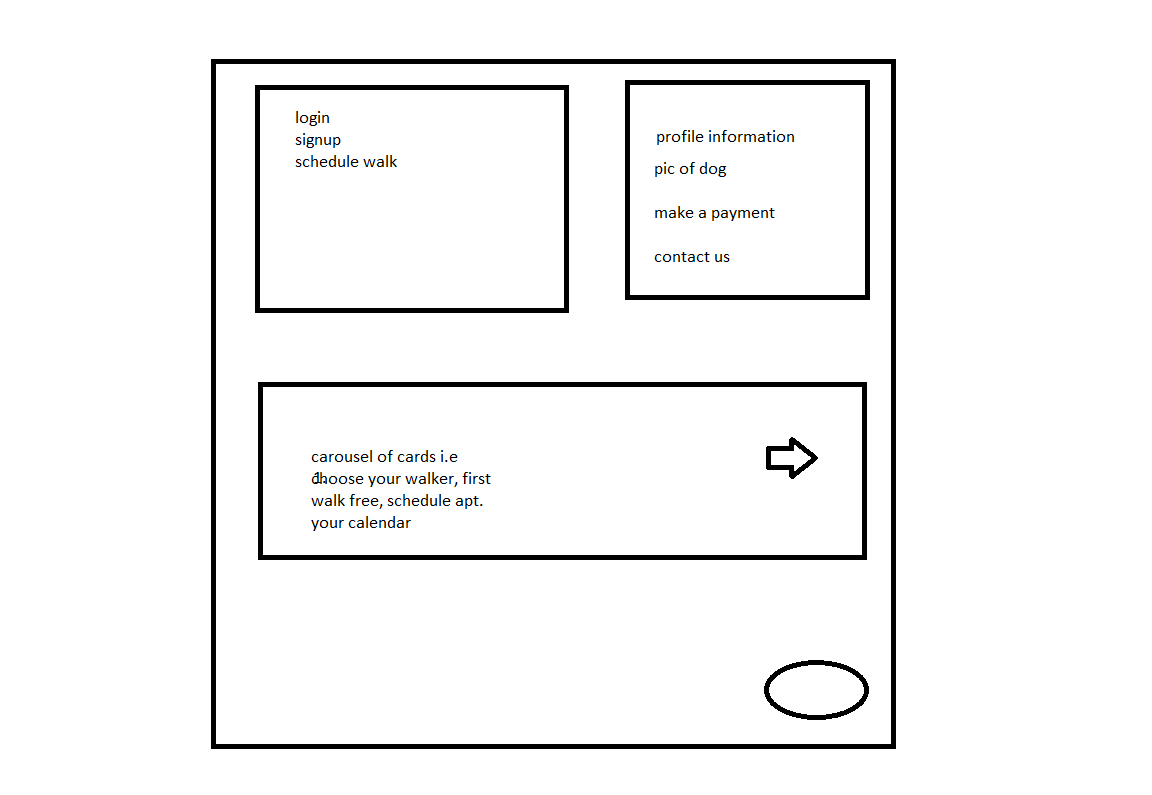 login
signup
schedule walk
profile information
pic of dog
make a payment
contact us
carousel of cards i.e
choose your walker, first
walk free, schedule apt.
your calendar